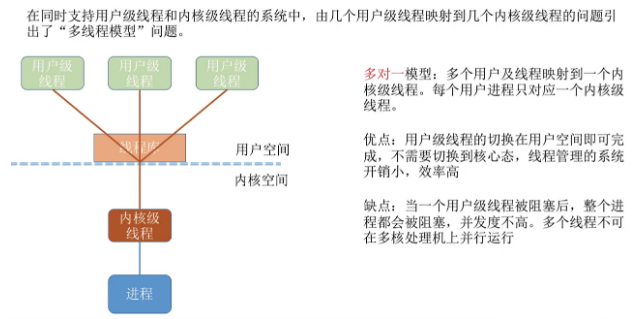 在同时支持用户级线程和内核级线程的系统中，由几个用户级线程映射到几个内核级线程的问题引
出了“多线程模型”问题。
用户级
线程
用户级
线程
用户级
线程
线程库
用户空间
内核空间
内核级
线程
进程
多对一模型：多个用户及线程映射到一个内
核级线程。每个用户进程只对应一个内核级
线程。
优点：用户级线程的切换在用户空间即可完
成，不需要切换到核心态，线程管理的系统
开销小，效率高
缺点：当一个用户级线程被阻塞后，整个进
程都会被阻塞，并发度不高。多个线程不可
在多核处理机上并行运行